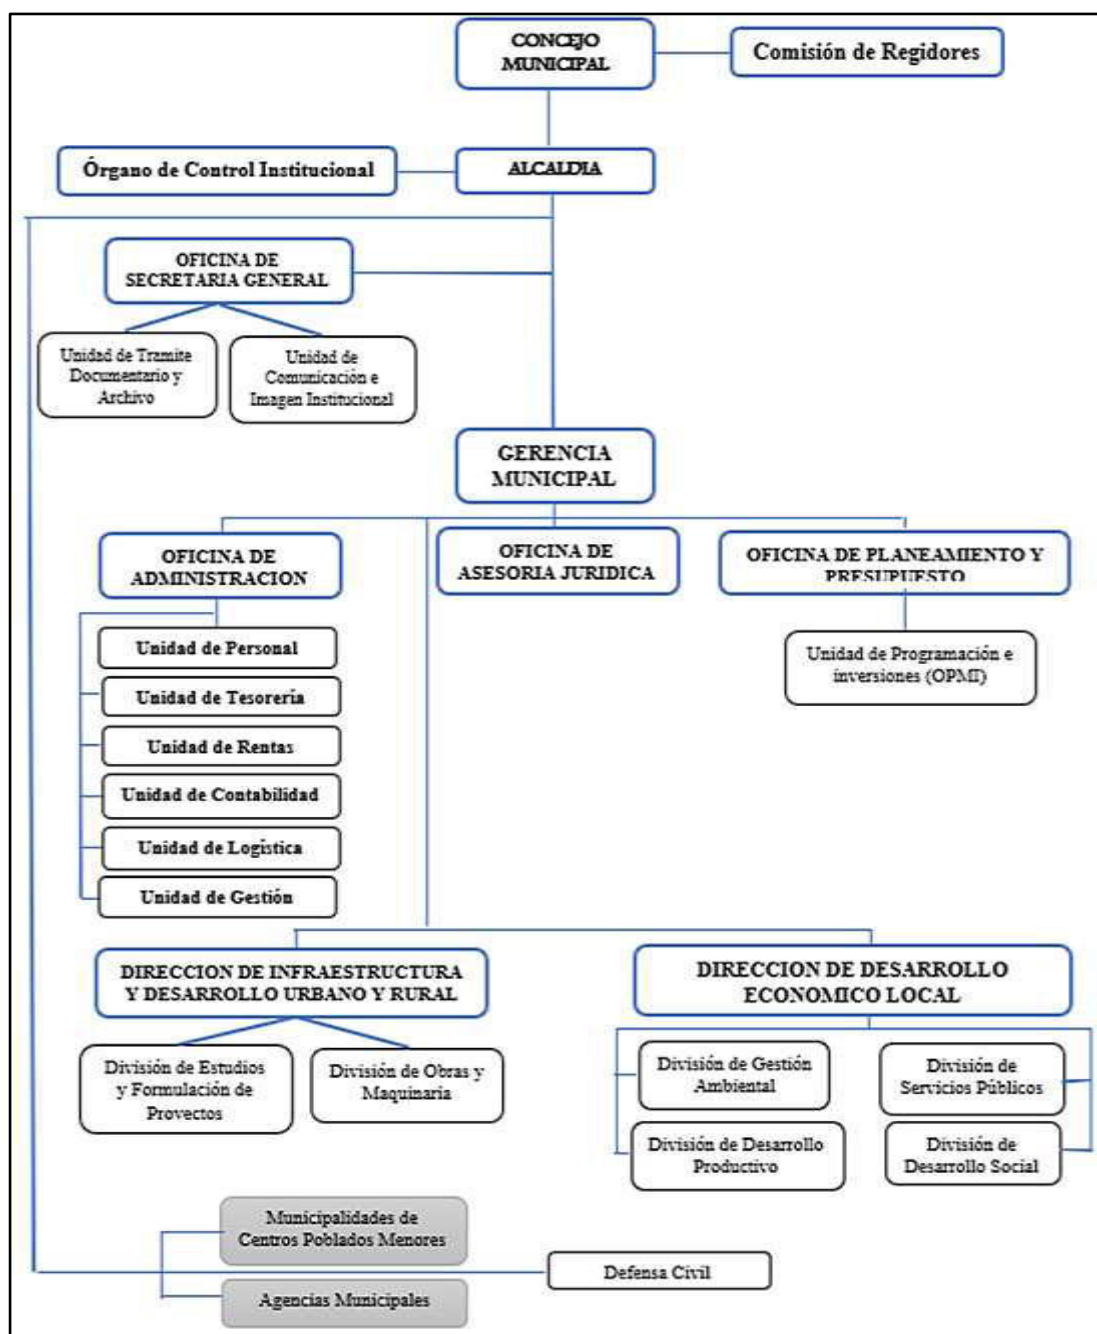 CONCEJO
MUNICIPAL
Comisión de Regidores
Órgano de Control Institucional
ALCALDIA
OFICINA DE
SECRETARIA GENERAL
Unidad de Tramite
Documentario y
Archivo
Unidad de
Comunicación e
Imagen Institucional
GERENCIA
MUNICIPAL
OFICINA DE
ADMINISTRACION
OFICINA DE
ASESORIA JURIDICA
OFICINA DE PLANEAMIENTO Y
PRESUPUESTO
Unidad de Personal
Unidad de Tesorería
Unidad de Rentas
Unidad de Contabilidad
Unidad de Logística
Unidad de Gestión
Unidad de Programación e
inversiones (OPMI)
DIRECCION DE INFRAESTRUCTURA
Y DESARROLLO URBANO Y RURAL
DIRECCION DE DESARROLLO
ECONOMICO LOCAL
División de Estudios
y Formulación de
Proyectos
División de Obras y
Maquinaria
División de Gestión
Ambiental
División de
Servicios Públicos
División de Desarrollo
Productivo
División de
Desarrollo Social
Municipalidades de
Centros Poblados Menores
Agencias Municipales
Defensa Civil